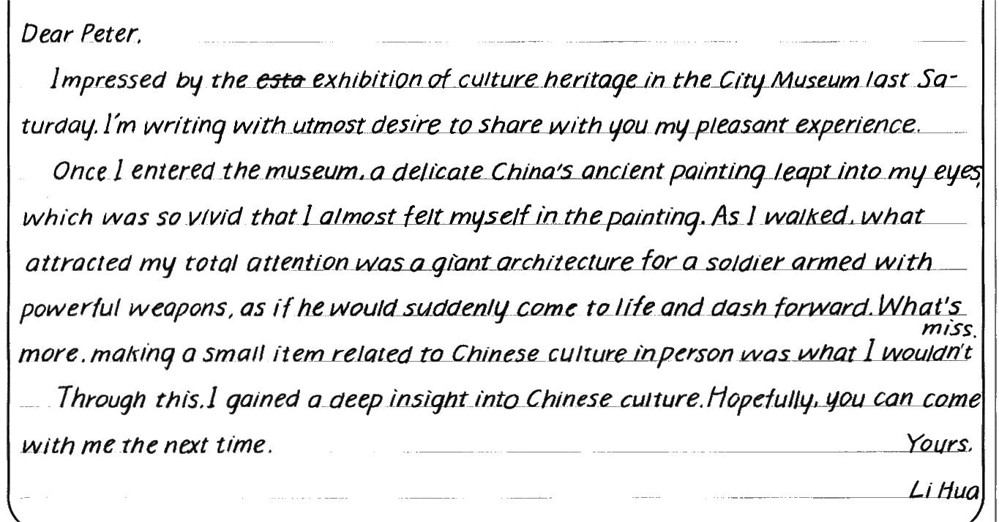 Dear Peter,
Impressed by the esta exhibition of culture heritage in the City Museum last Sa-
turday, I'm writing with utmost desire to share with you my pleasant experience.
Once I entered the museum, a delicate China's ancient painting leapt into my eyes,
which was so vivid that I almost felt myself in the painting. As I walked, what
attracted my total attention was a giant architecture for a soldier armed with
powerful weapons, as if he would suddenly come to life and dash forward. What's
more, making a small item related to Chinese culture in person was what I wouldn't
miss.
Through this, I gained a deep insight into Chinese culture. Hopefully, you can come
with me the next time. Yours,
Li Hua